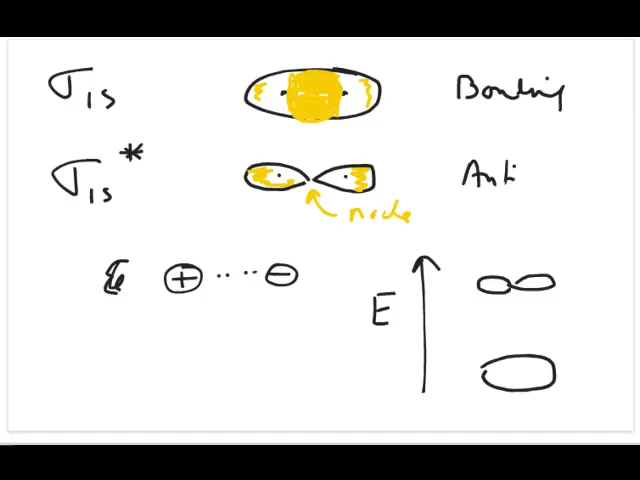 σ1s Bonding
σ1s* Anti
node
+ ·· ·· −
E